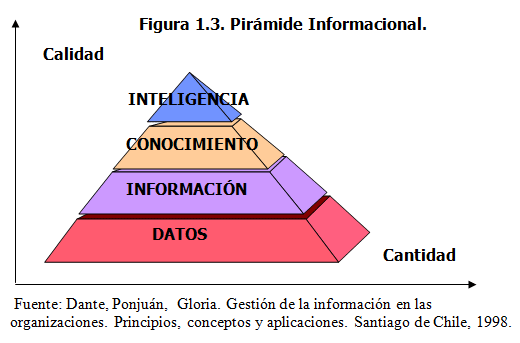 Figura 1.3. Pirámide Informacional.
Calidad
INTELIGENCIA
CONOCIMIENTO
INFORMACIÓN
DATOS
Cantidad
Fuente: Dante, Ponjuán, Gloria. Gestión de la información en las
organizaciones. Principios, conceptos y aplicaciones. Santiago de Chile, 1998.